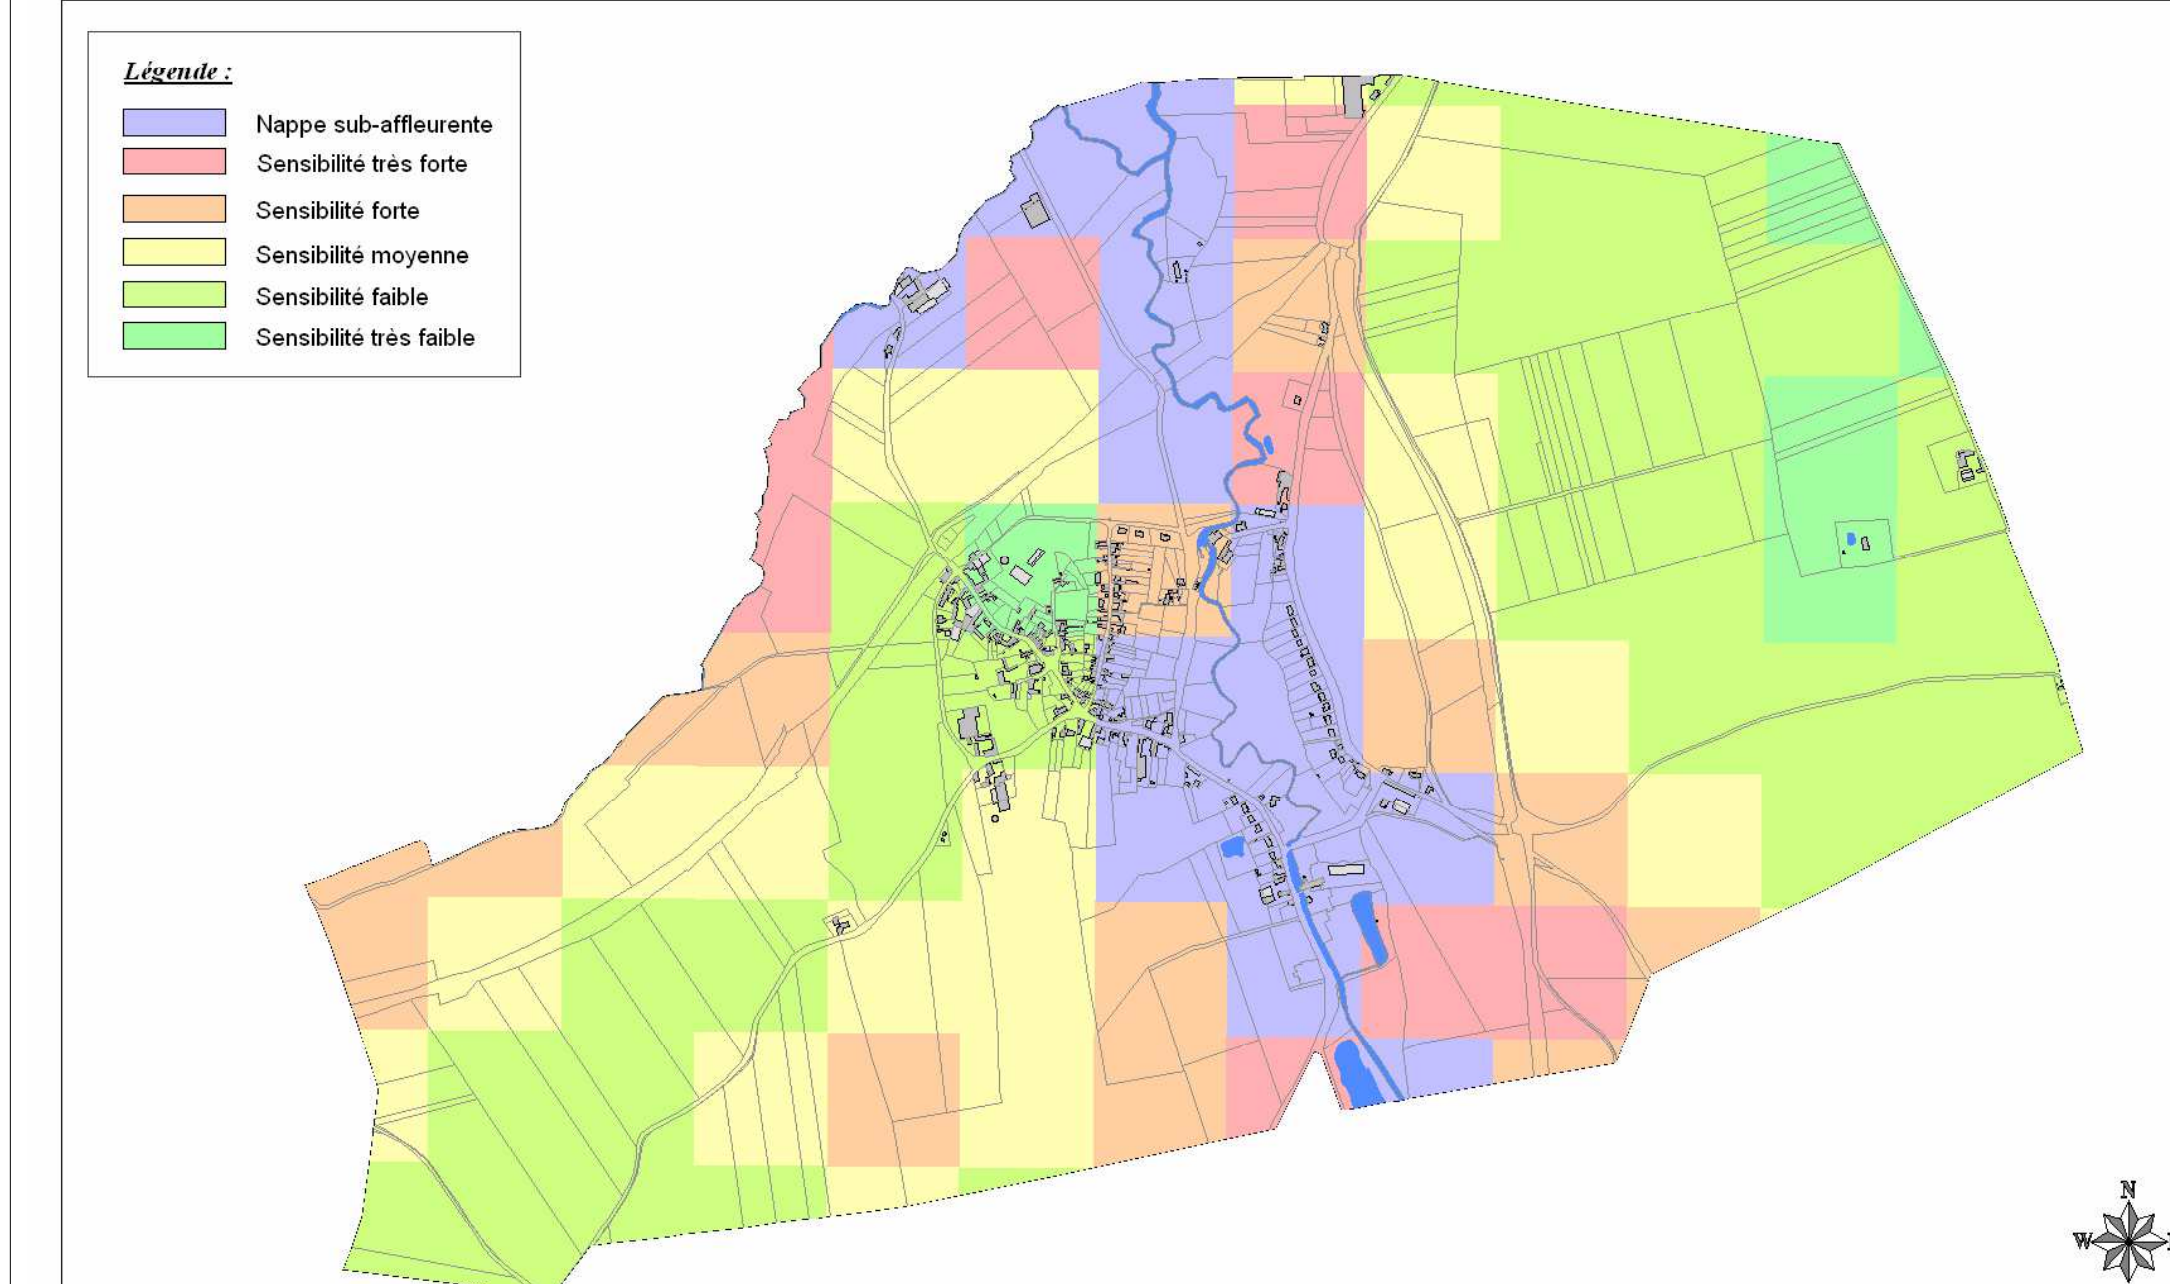 Légende :
Nappe sub-affleurente
Sensibilité très forte
Sensibilité forte
Sensibilité moyenne
Sensibilité faible
Sensibilité très faible
N
W